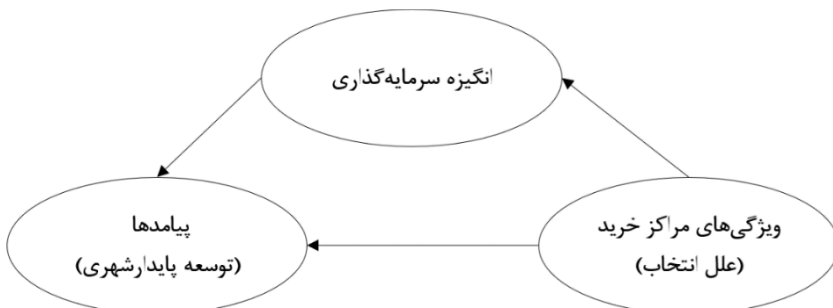 انگیزه سرمایه‌گذاری
ویژگی‌های مراکز خرید
(علل انتخاب)
پیامدها
(توسعه پایدارشهری)